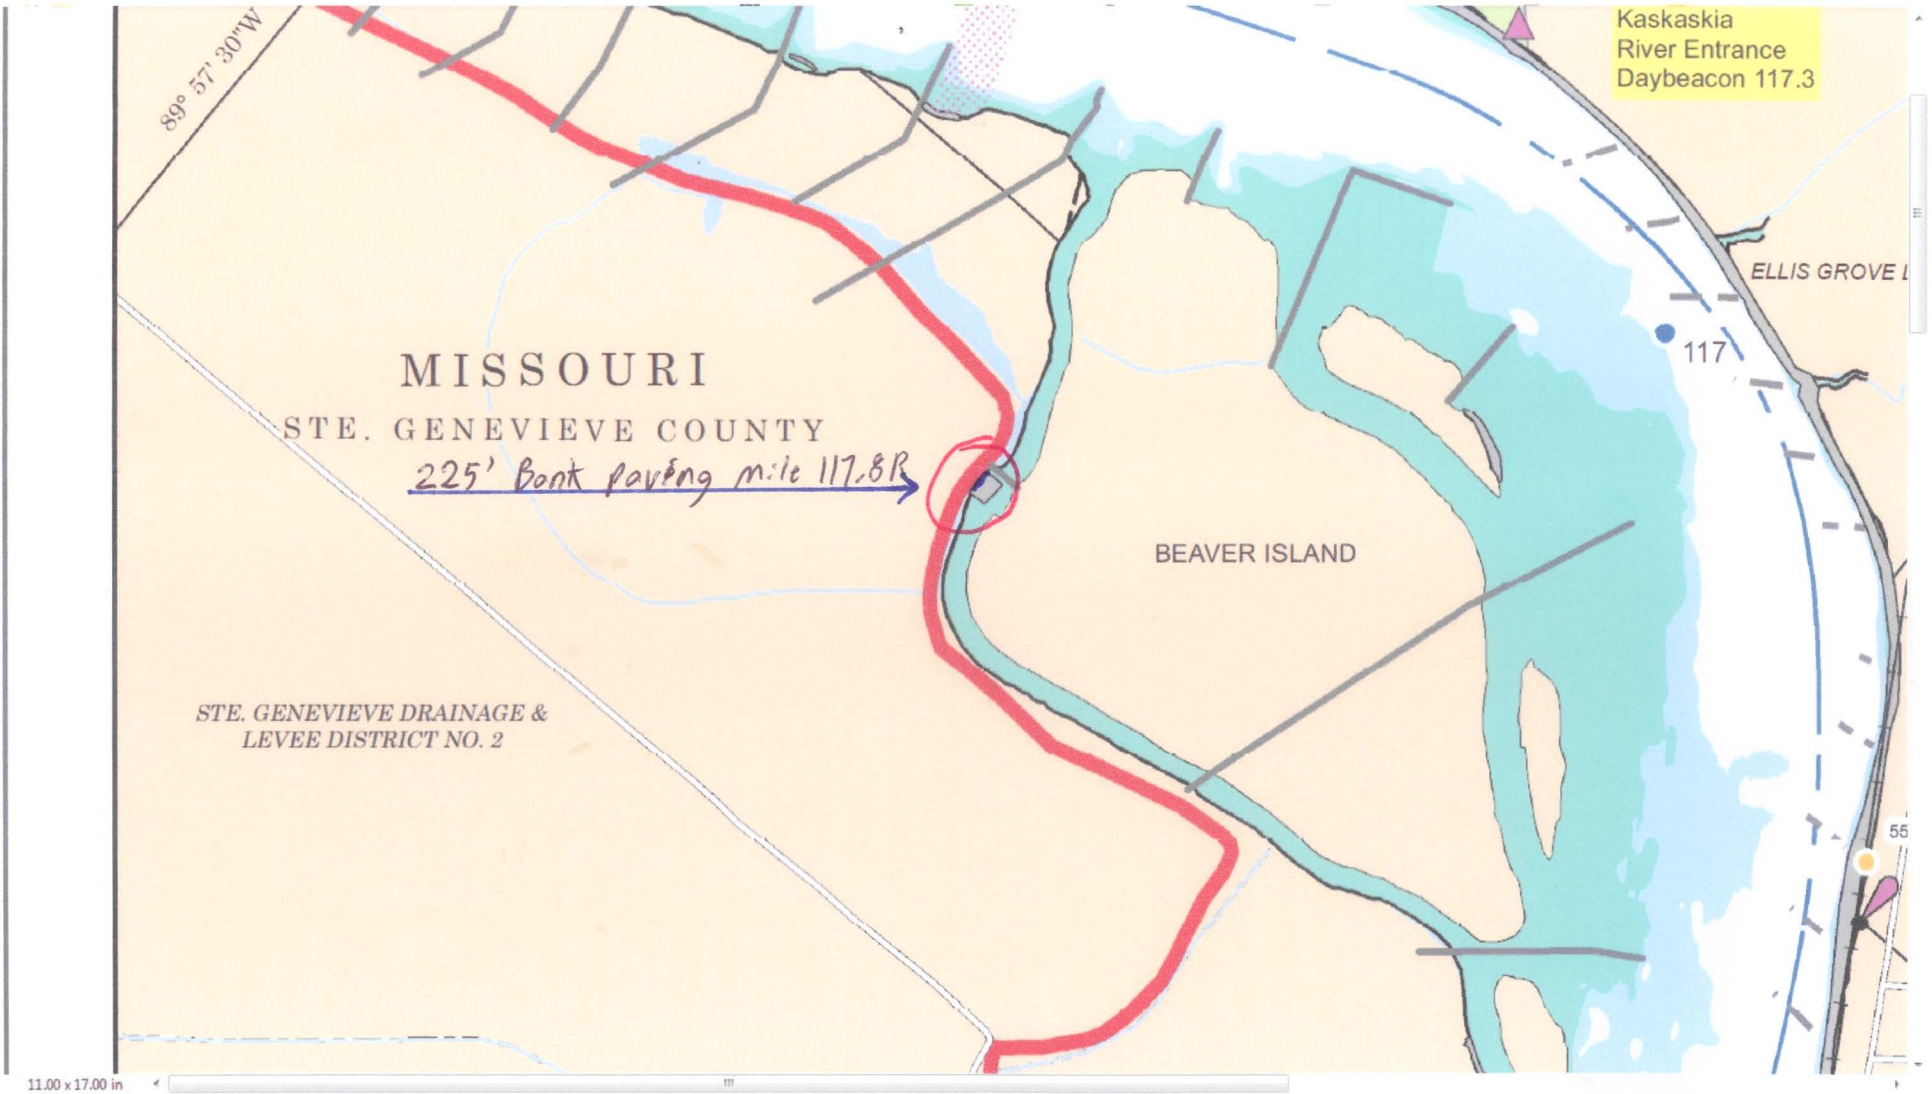 Kaskaskia
River Entrance
Daybeacon 117.3
89° 57' 30"W
ELLIS GROVE
117
MISSOURI
STE. GENEVIEVE COUNTY
225' Bank paving mile 117.8R
BEAVER ISLAND
STE. GENEVIEVE DRAINAGE &
LEVEE DISTRICT NO. 2
55
11.00 x 17.00 in